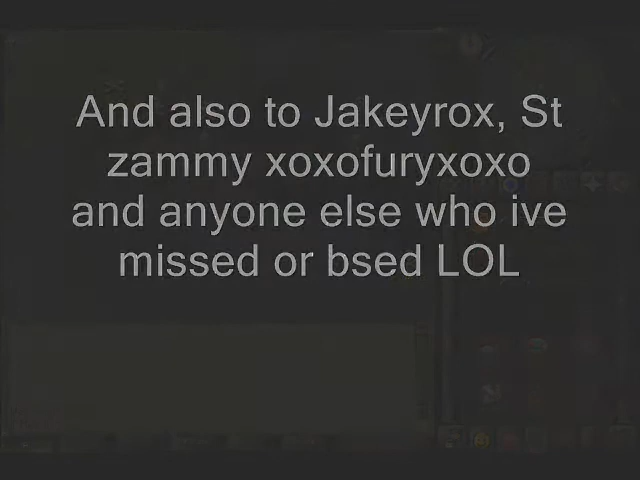 And also to Jakeyrox, St
zammy xoxofuryxoxo
and anyone else who ive
missed or bsed LOL